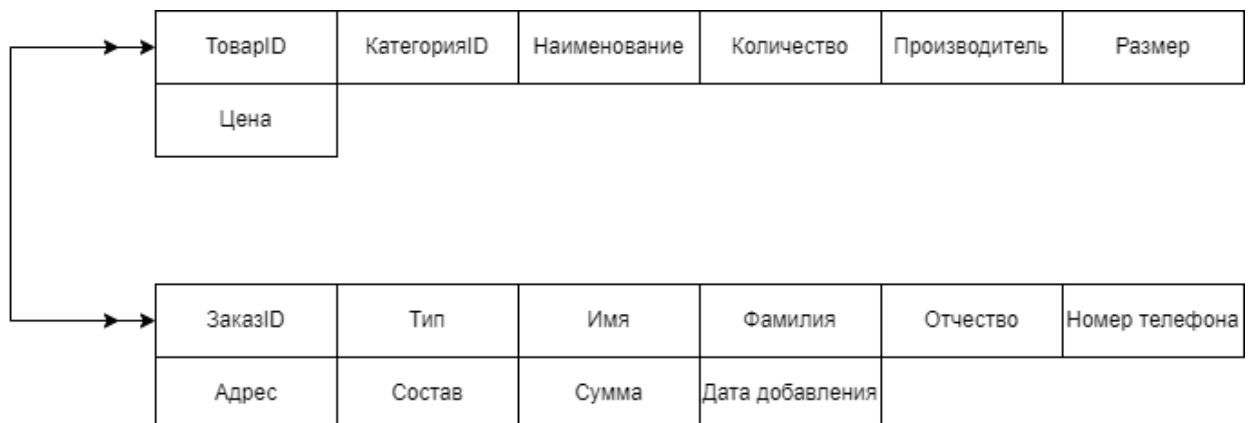 ТоварID КатегорияID Наименование Количество Производитель Размер
Цена
ЗаказID Тип Имя Фамилия Отчество Номер телефона
Адрес Состав Сумма Дата добавления